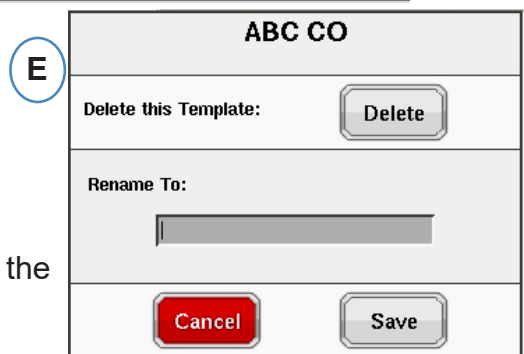 ABC CO
E
Delete this Template:
Delete
Rename To:
the
Cancel
Save